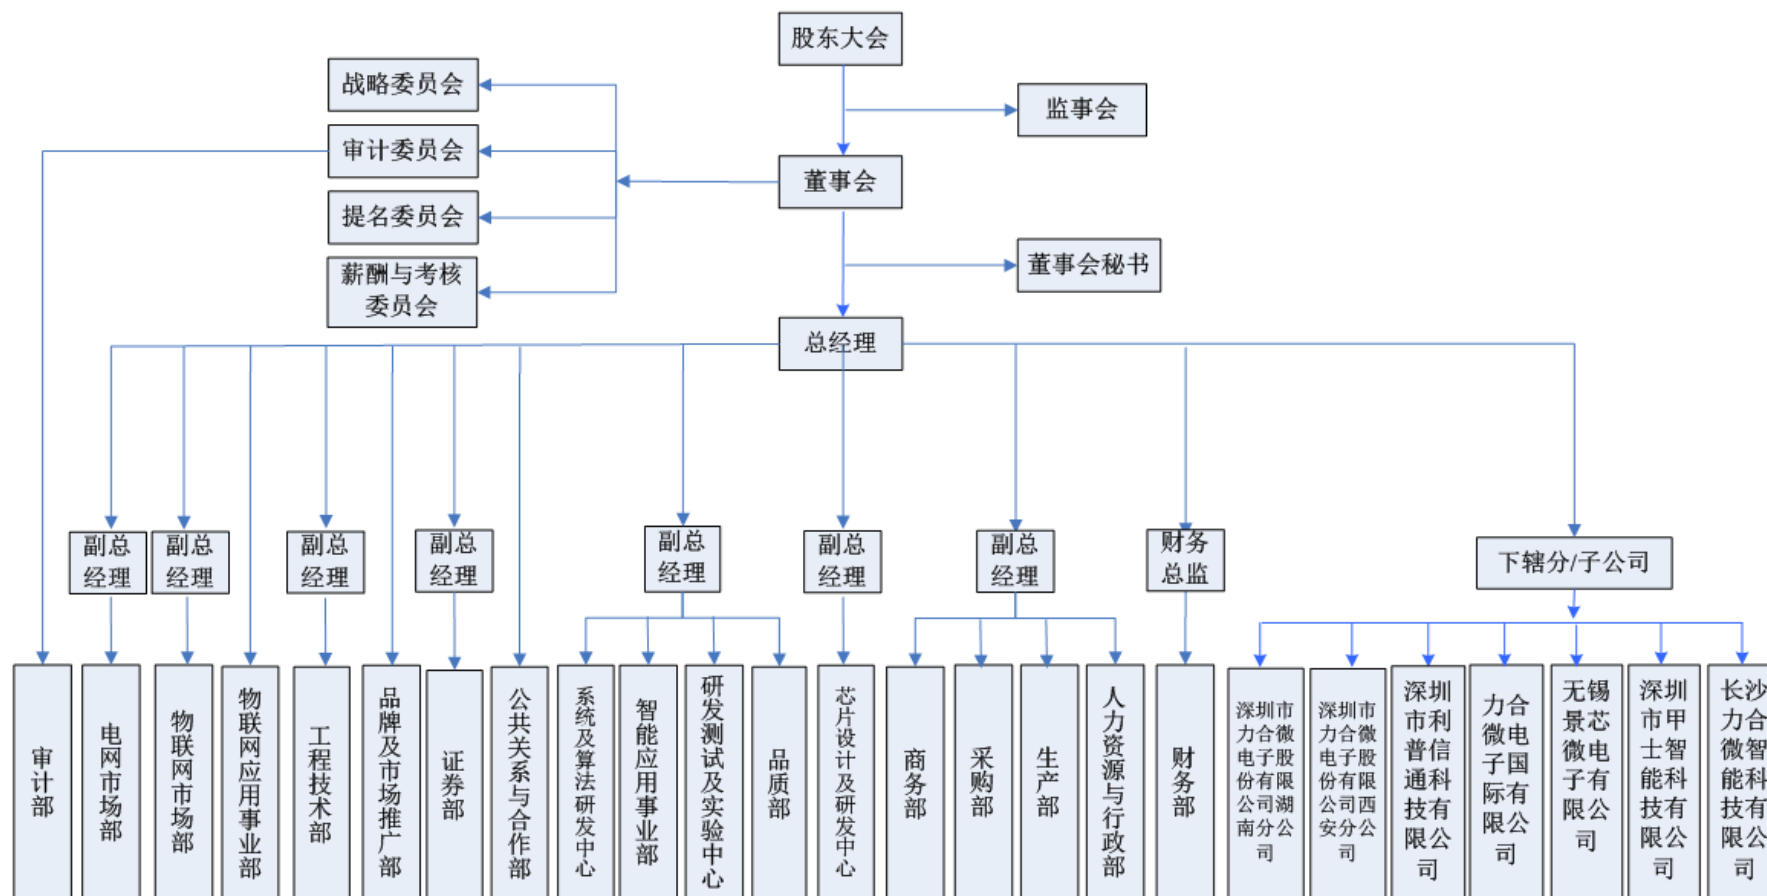 股东大会
战略委员会
监事会
审计委员会
董事会
提名委员会
董事会秘书
薪酬与考核
委员会
总经理
副总
经理
副总
经理
副总
经理
副总
经理
副总
经理
副总
经理
副总
经理
财务
总监
下辖分/子公司
审计部
电网市场部
物联网市场部
物联网应用事业部
工程技术部
品牌及市场推广部
证券部
公共关系与合作部
系统及算法研发中心
智能应用事业部
研发测试及实验中心
品质部
芯片设计及研发中心
商务部
采购部
生产部
人力资源与行政部
财务部
深圳市
力合微
电子股
份有限
公司湖
南分公
司
深圳市
力合微
电子股
份有限
公司西
安分公
司
深圳
市利
普信
通科
技有
限公
司
力合
微电
子国
际有
限公
司
无锡
景芯
微电
子有
限公
司
深圳
市甲
士智
能科
技有
限公
司
长沙
力合
微智
能科
技有
限公
司